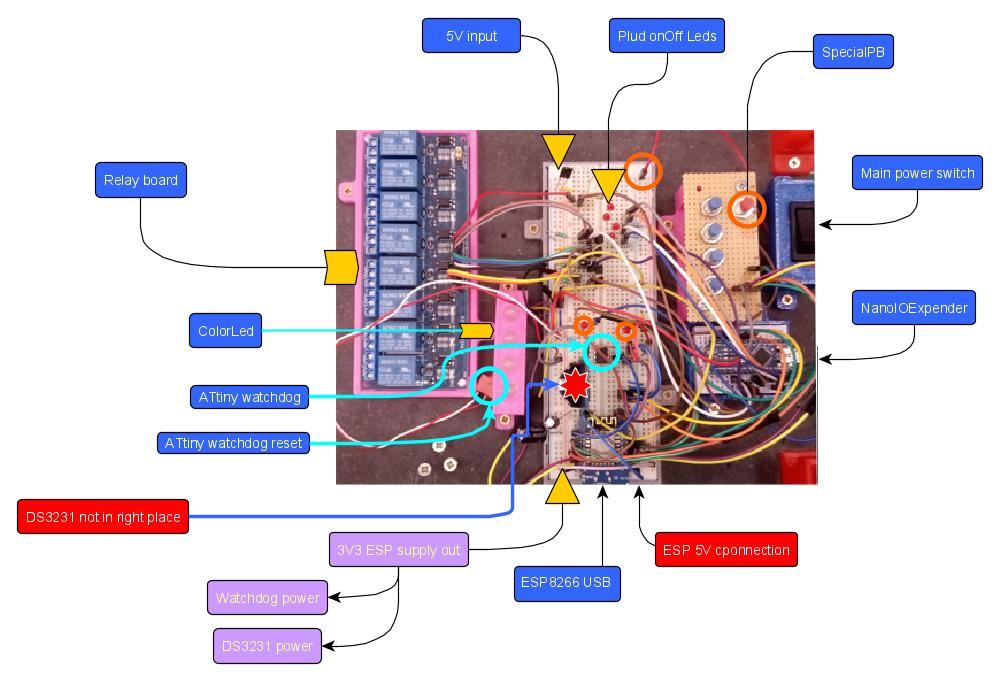 5V input
Plud onOff Leds
SpecialPB
Relay board
Main power switch
ColorLed
NanoIOExpender
ATtiny watchdog
ATtiny watchdog reset
DS3231 not in right place
3V3 ESP supply out
ESP 5V cponnection
ESP8266 USB
Watchdog power
DS3231 power